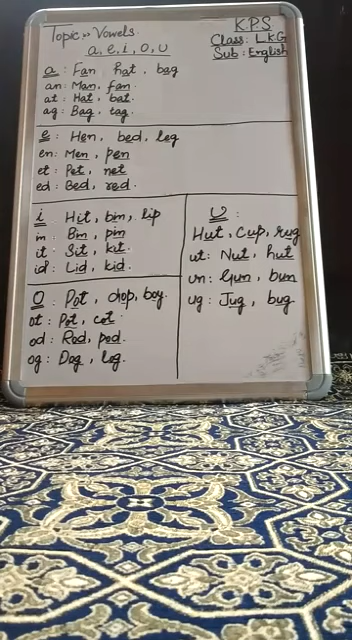 Topic >> Vowels.
a, e, i, o, u
K.P.S
Class: L.K.G
Sub: English
a : Fan hat, bag
an: Man, fan.
at: Hat, bat.
ag: Bag, tag.
e : Hen, bed, leg
en: Men, pen
et: Pet, net
ed: Bed, red.
i Hit, bin, lip
in: Bin, pin
it: Sit, kit.
id: Lid, kid.
O : Pot, chop, boy.
ot: Pot, cot
od: Rod, pod.
og: Dog, log.
U :
Hut, Cup, rug
ut: Nut, hut
un: Gun, bun
ug: Jug, bug